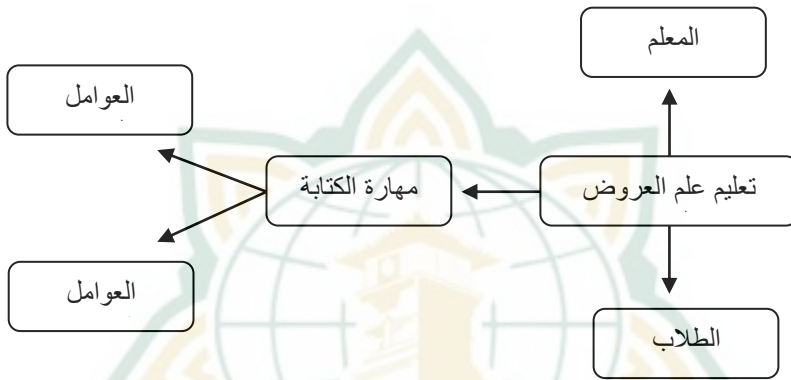 المعلم
العوامل
تعليم علم العروض
مهارة الكتابة
العوامل
الطلاب